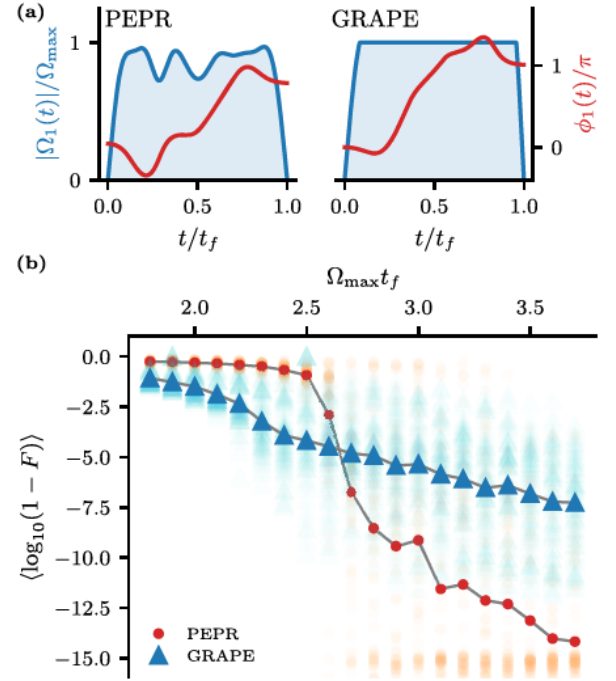 (a)
PEPR
GRAPE
|Ω₁(t)|/Ωmax
1
0
0.0
0.5
1.0
t/tf
0.0
0.5
1.0
t/tf
1
0
ϕ₁(t)/π
(b)
Ωmaxtf
2.0
2.5
3.0
3.5
⟨log₁₀(1 − F)⟩
0.0
−2.5
−5.0
−7.5
−10.0
−12.5
−15.0
PEPR
GRAPE